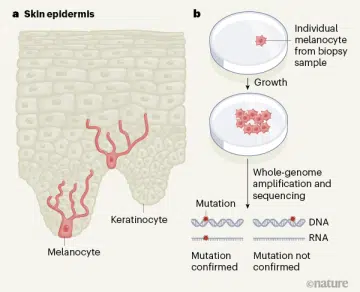 a Skin epidermis
Keratinocyte
Melanocyte
b
Individual
melanocyte
from biopsy
sample
Growth
Whole-genome
amplification and
sequencing
Mutation
DNA
RNA
Mutation
confirmed
Mutation not
confirmed
©nature